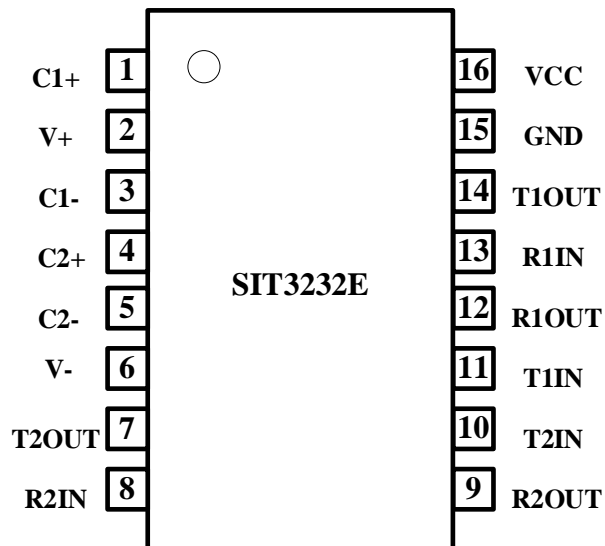 C1+ 1 16 VCC
V+ 2 15 GND
C1- 3 14 T1OUT
C2+ 4 13 R1IN
SIT3232E
C2- 5 12 R1OUT
V- 6 11 T1IN
T2OUT 7 10 T2IN
R2IN 8 9 R2OUT